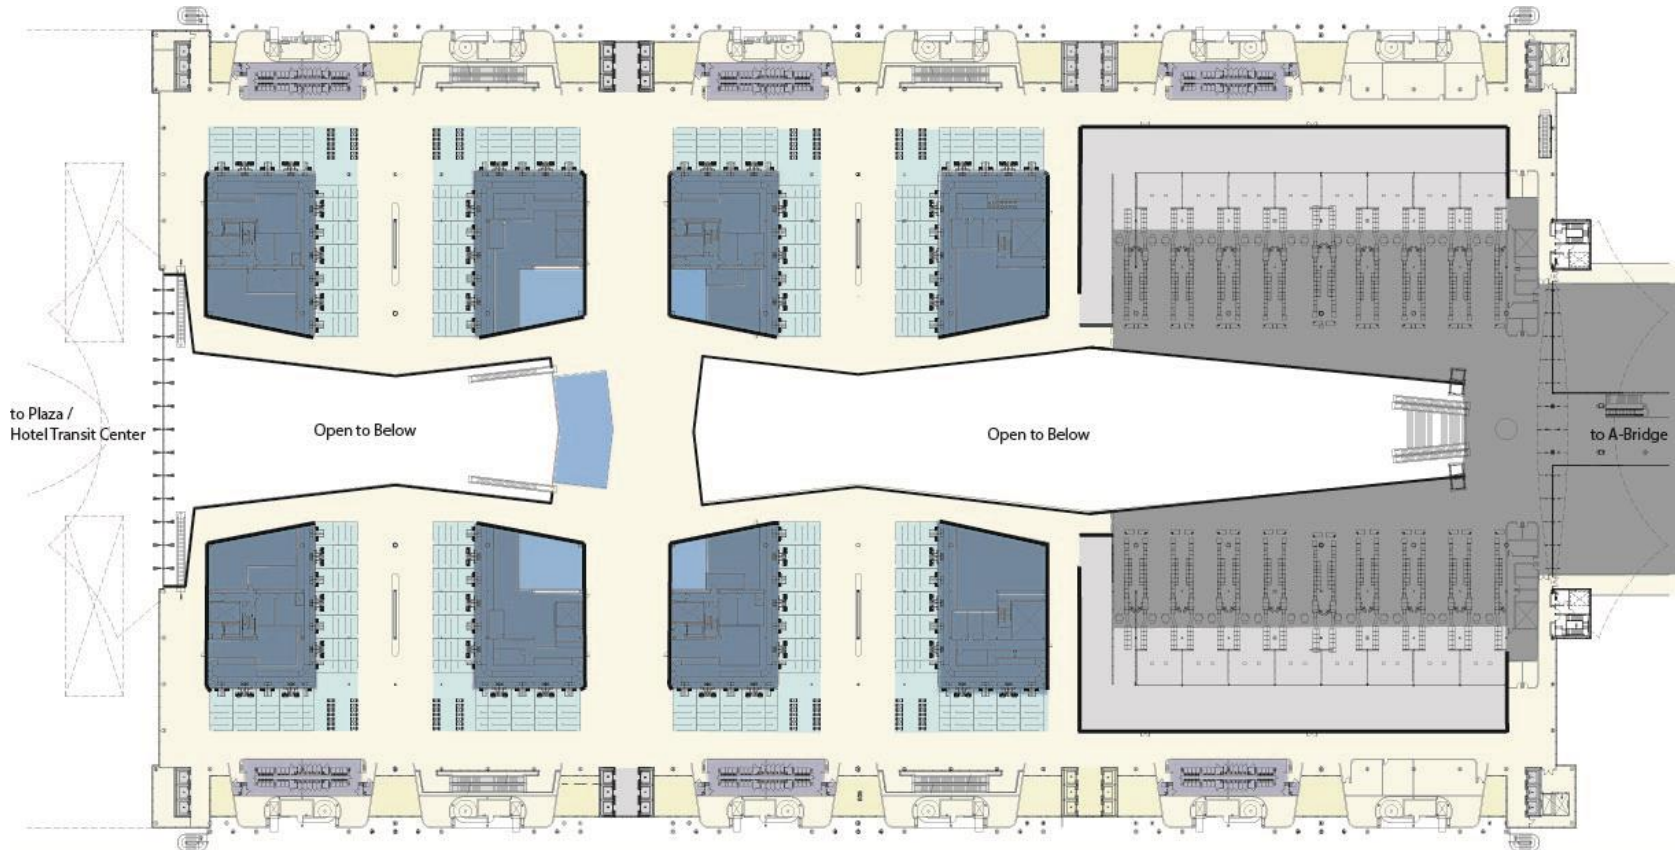 to Plaza /
Hotel Transit Center
Open to Below
Open to Below
to A-Bridge